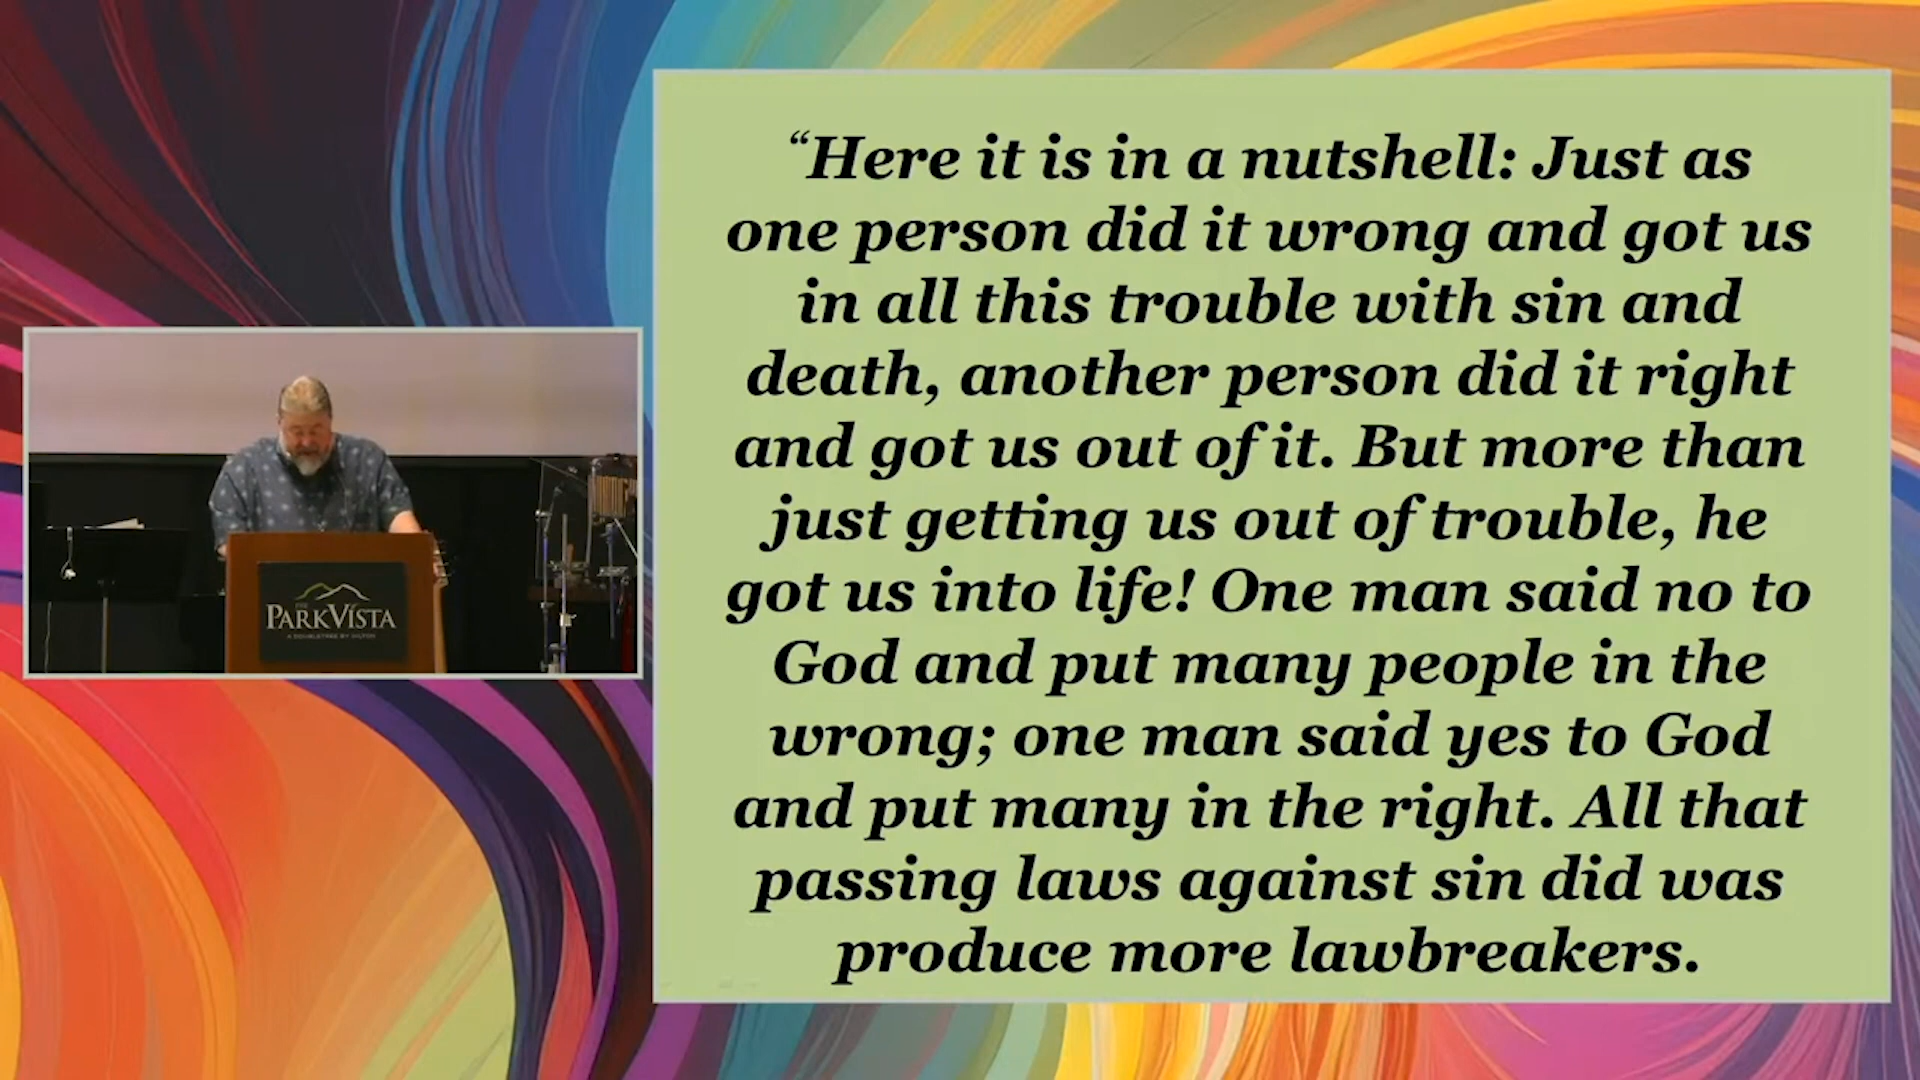 “Here it is in a nutshell: Just as
one person did it wrong and got us
in all this trouble with sin and
death, another person did it right
and got us out of it. But more than
just getting us out of trouble, he
got us into life! One man said no to
God and put many people in the
wrong; one man said yes to God
and put many in the right. All that
passing laws against sin did was
produce more lawbreakers.
THE
PARKVISTA
A DOUBLETREE BY HILTON